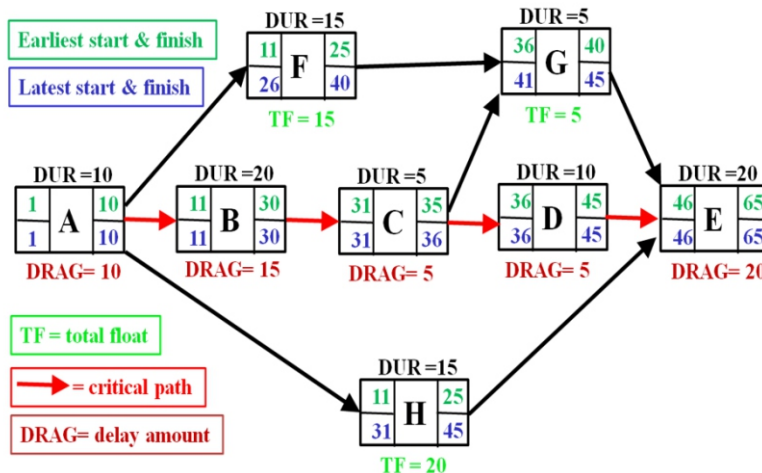 Earliest start & finish
Latest start & finish
DUR =15
11 F 25
26 40
TF = 15
DUR =5
36 G 40
41 45
TF = 5
DUR =10
1 A 10
1 10
DRAG= 10
DUR =20
11 B 30
11 30
DRAG= 15
DUR =5
31 C 35
31 36
DRAG= 5
DUR =10
36 D 45
36 45
DRAG= 5
DUR =20
46 E 65
46 65
DRAG= 20
TF = total float
= critical path
DRAG= delay amount
DUR =15
11 H 25
31 45
TF = 20